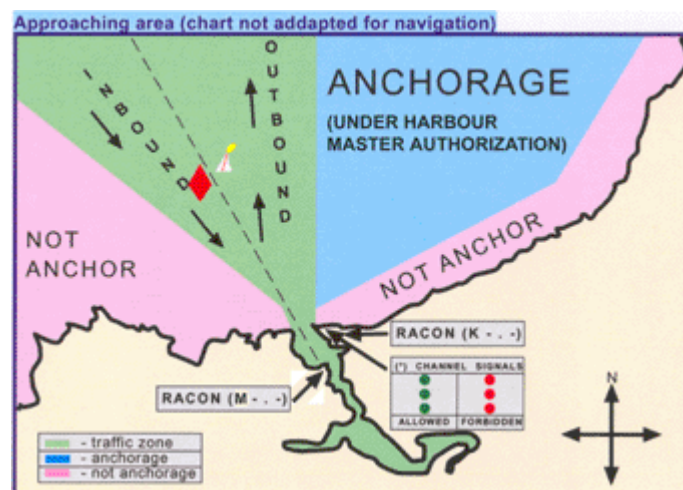 Approaching area (chart not addapted for navigation)
INBOUND
OUTBOUND
ANCHORAGE
(UNDER HARBOUR
MASTER AUTHORIZATION)
NOT
ANCHOR
NOT ANCHOR
RACON (K - . -)
RACON (M - . -)
(*) CHANNEL SIGNALS
ALLOWED FORBIDDEN
N
- traffic zone
- anchorage
- not anchorage